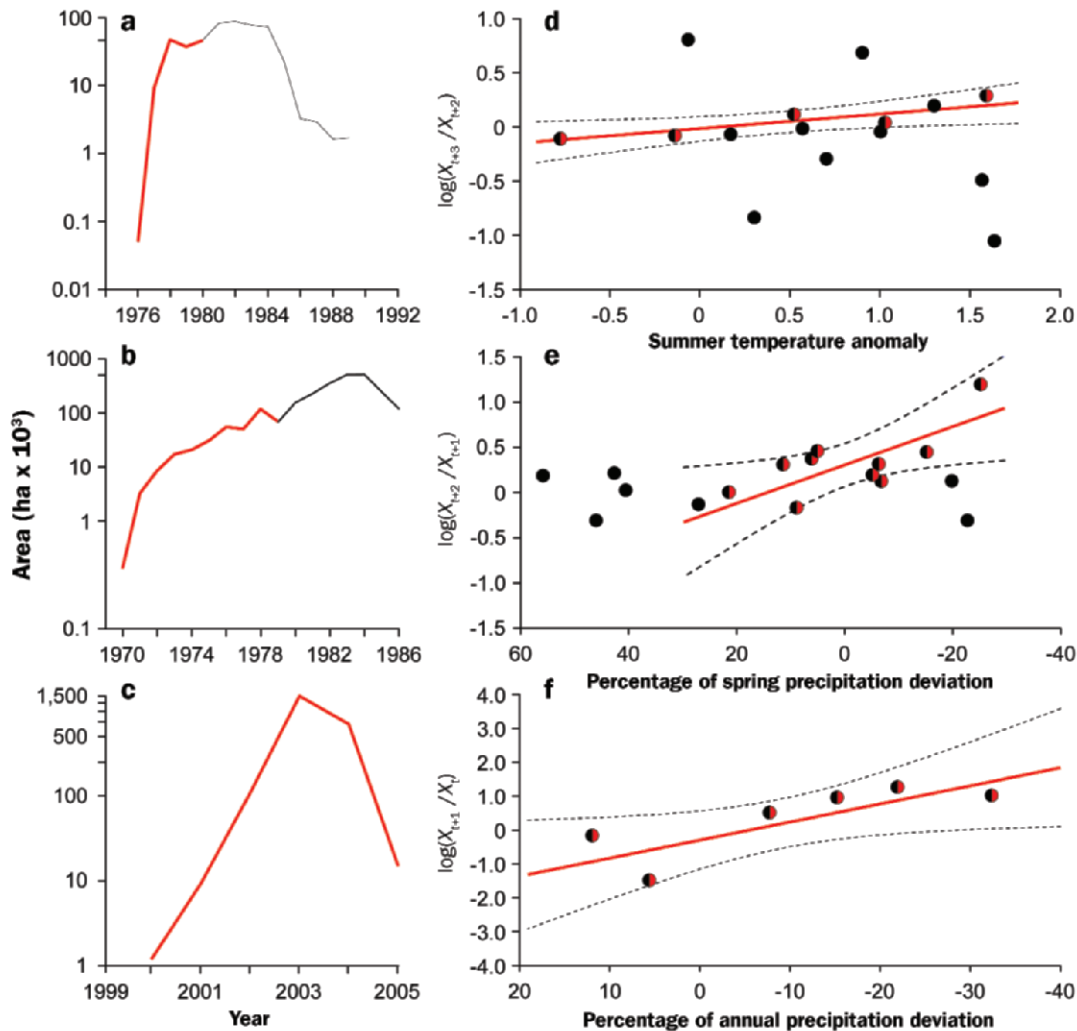 a
100
10
1
0.1
0.01
1976 1980 1984 1988 1992
b
1000
100
10
1
0.1
1970 1974 1978 1982 1986
Area (ha x 10³)
c
1,500
500
100
10
1
1999 2001 2003 2005
Year
d
1.0
0.5
0
-0.5
-1.0
-1.5
-1.0 -0.5 0 0.5 1.0 1.5 2.0
log(Xt+3 /Xt+2)
Summer temperature anomaly
e
1.5
1.0
0.5
0
-0.5
-1.0
-1.5
60 40 20 0 -20 -40
log(Xt+2 /Xt+1)
Percentage of spring precipitation deviation
f
4.0
3.0
2.0
1.0
0
-1.0
-2.0
-3.0
-4.0
20 10 0 -10 -20 -30 -40
log(Xt+1 /Xt)
Percentage of annual precipitation deviation